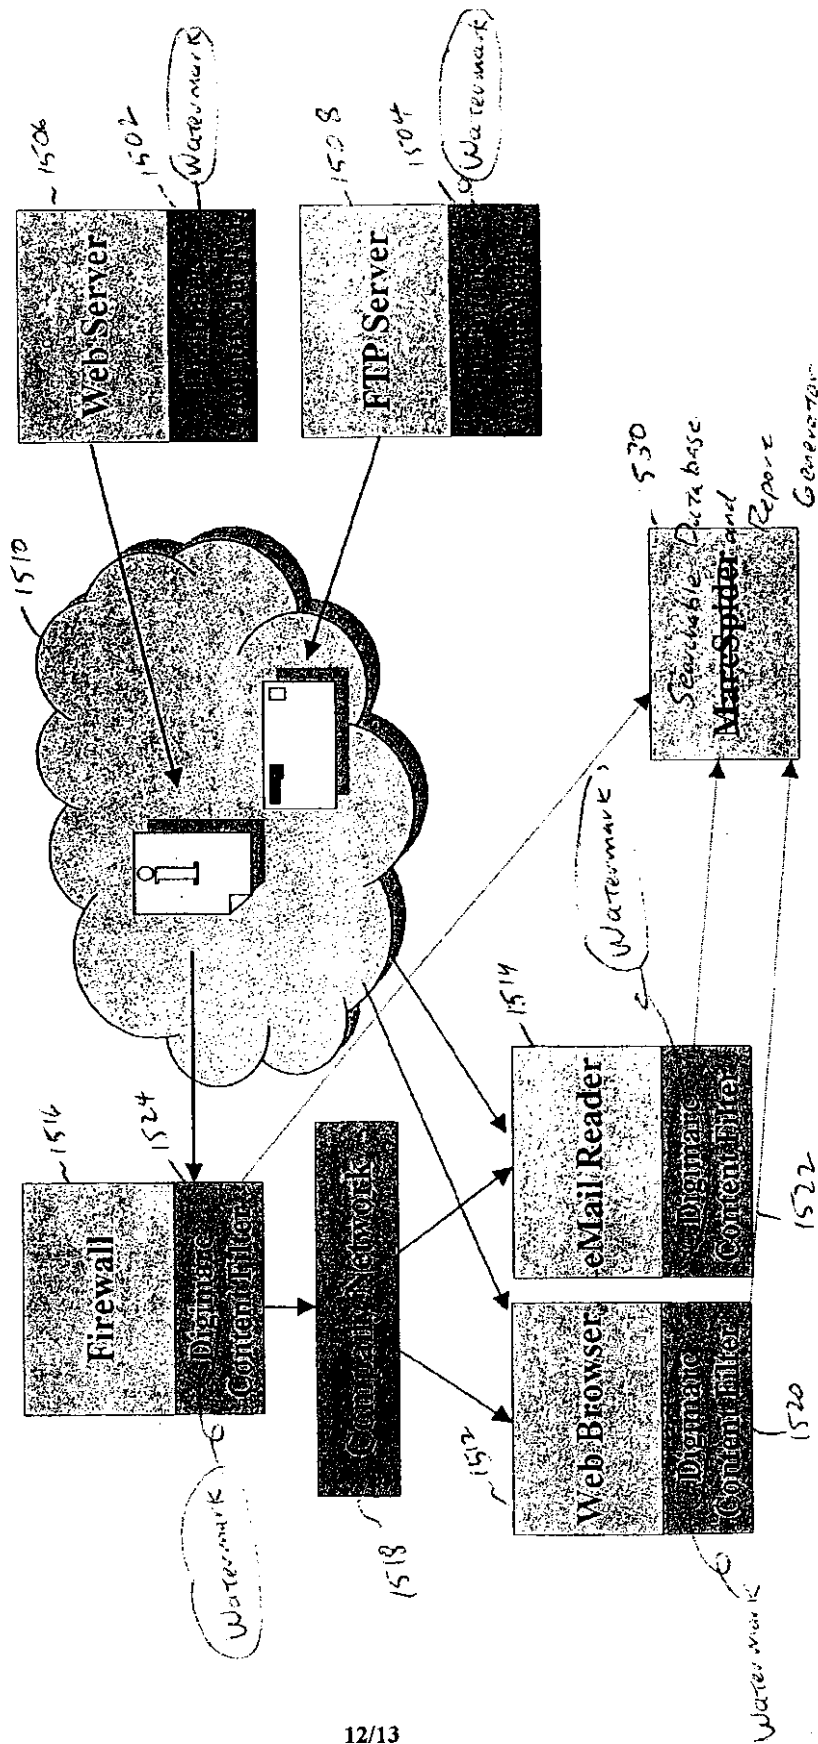 Firewall
~1516
1524
Digimarc
Content Filter
Watermark
Company Network
1518
1510
Web Server
~1506
1502
Watermark
FTP Server
~1508
1504
Watermark
1512
Web Browser
Digimarc
Content Filter
1520
Watermark
1514
eMail Reader
Digimarc
Content Filter
1522
Watermark
530
Searchable Database
and
MarcSpider
Report
Generator
12/13